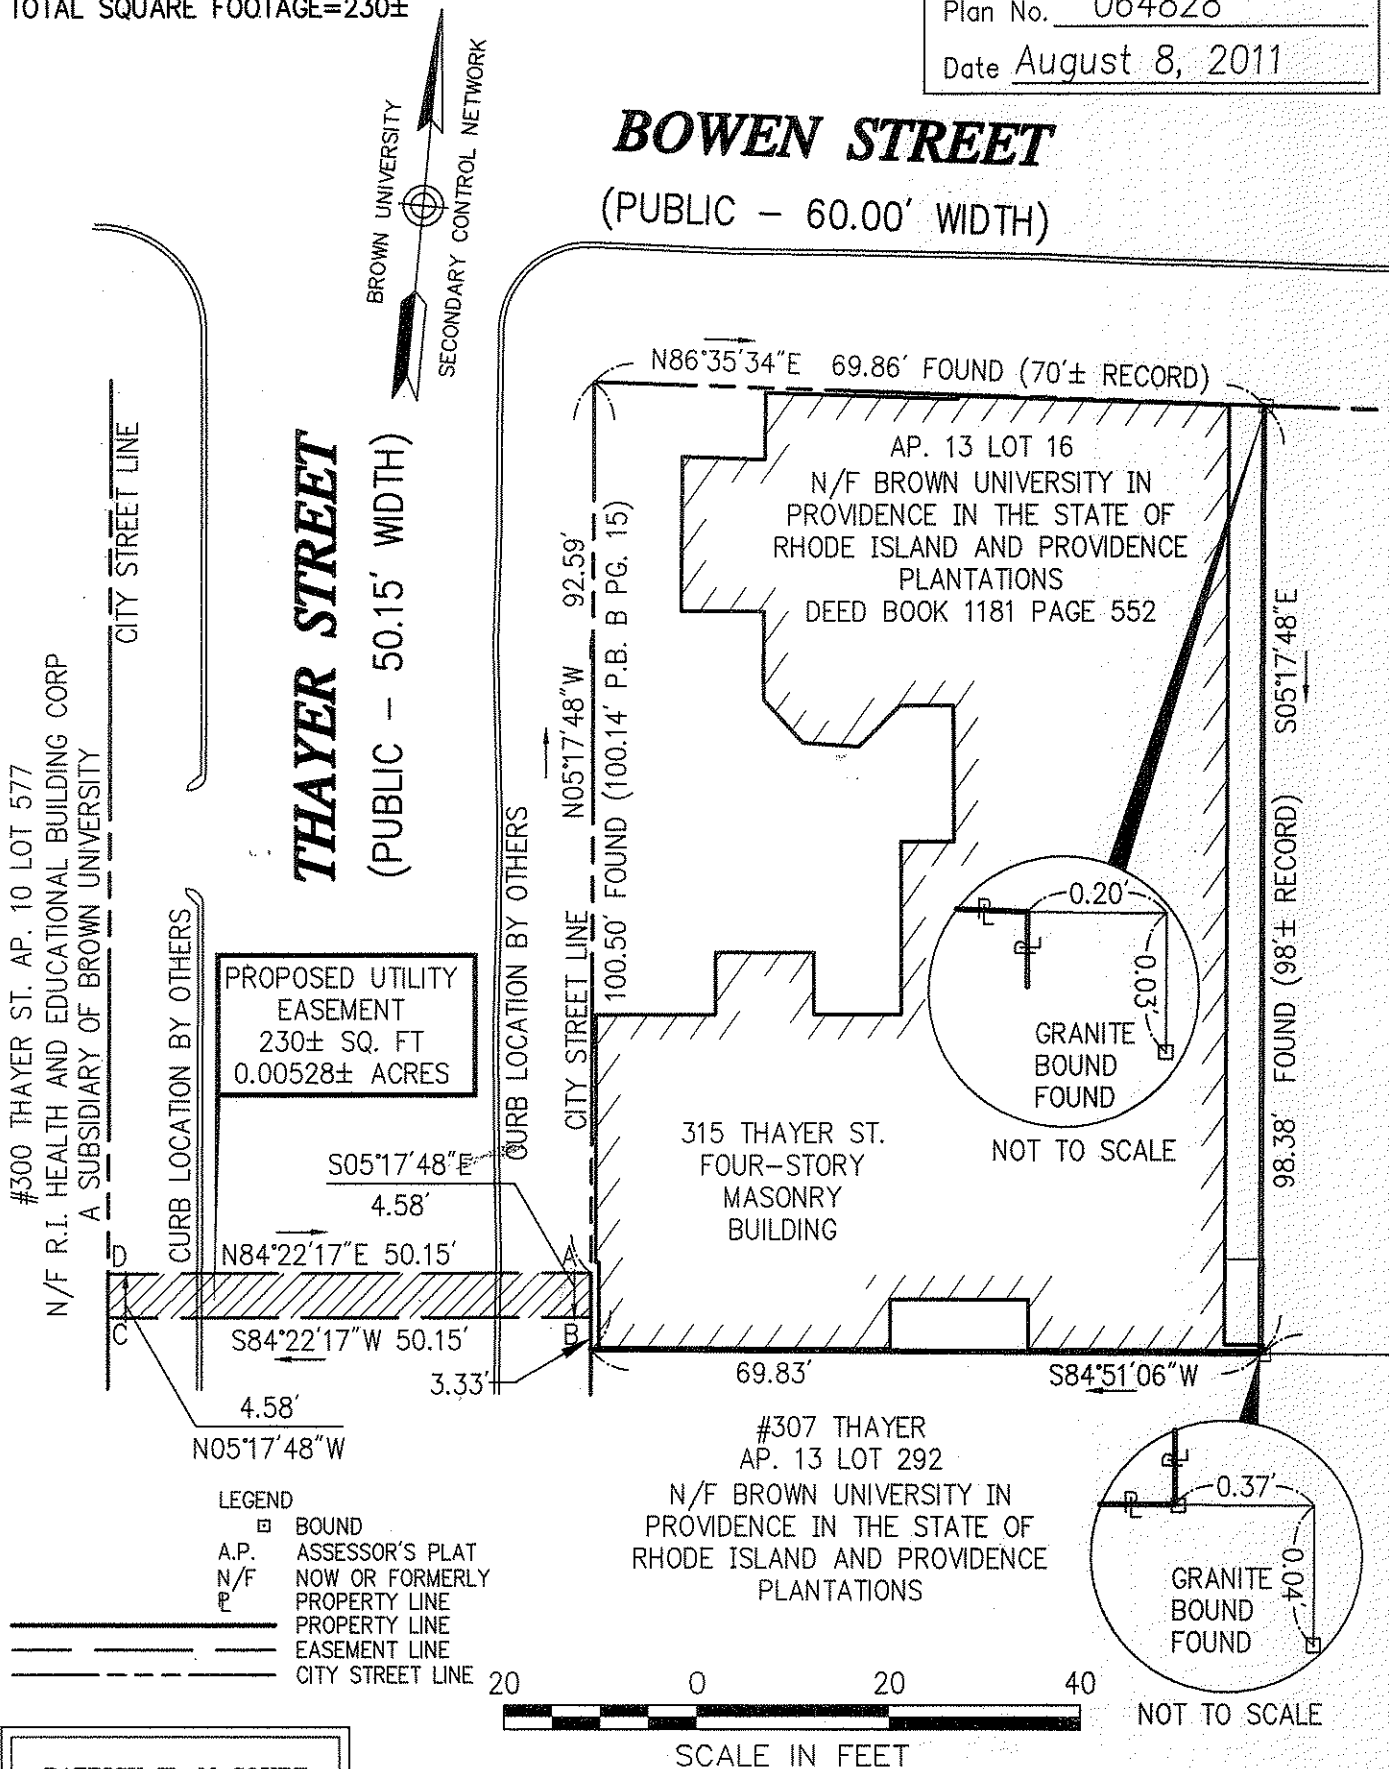 TOTAL SQUARE FOOTAGE=230±
Plan No. 064828
Date August 8, 2011
BROWN UNIVERSITY
SECONDARY CONTROL NETWORK
BOWEN STREET
(PUBLIC - 60.00' WIDTH)
N86°35'34"E 69.86' FOUND (70'± RECORD)
CITY STREET LINE
THAYER STREET
(PUBLIC - 50.15' WIDTH)
N05°17'48"W 92.59'
100.50' FOUND (100.14' P.B. B PG. 15)
AP. 13 LOT 16
N/F BROWN UNIVERSITY IN
PROVIDENCE IN THE STATE OF
RHODE ISLAND AND PROVIDENCE
PLANTATIONS
DEED BOOK 1181 PAGE 552
S05°17'48"E
98.38' FOUND (98'± RECORD)
#300 THAYER ST. AP. 10 LOT 577
N/F R.I. HEALTH AND EDUCATIONAL BUILDING CORP
A SUBSIDIARY OF BROWN UNIVERSITY
CURB LOCATION BY OTHERS
CURB LOCATION BY OTHERS
CITY STREET LINE
PROPOSED UTILITY
EASEMENT
230± SQ. FT
0.00528± ACRES
0.20'
0.03'
GRANITE
BOUND
FOUND
NOT TO SCALE
315 THAYER ST.
FOUR-STORY
MASONRY
BUILDING
S05°17'48"E
4.58'
D
N84°22'17"E 50.15'
A
C
S84°22'17"W 50.15'
B
3.33'
69.83'
S84°51'06"W
4.58'
N05°17'48"W
#307 THAYER
AP. 13 LOT 292
N/F BROWN UNIVERSITY IN
PROVIDENCE IN THE STATE OF
RHODE ISLAND AND PROVIDENCE
PLANTATIONS
0.37'
0.04'
GRANITE
BOUND
FOUND
NOT TO SCALE
LEGEND
BOUND
A.P. ASSESSOR'S PLAT
N/F NOW OR FORMERLY
PL PROPERTY LINE
PROPERTY LINE
EASEMENT LINE
CITY STREET LINE
20 0 20 40
SCALE IN FEET